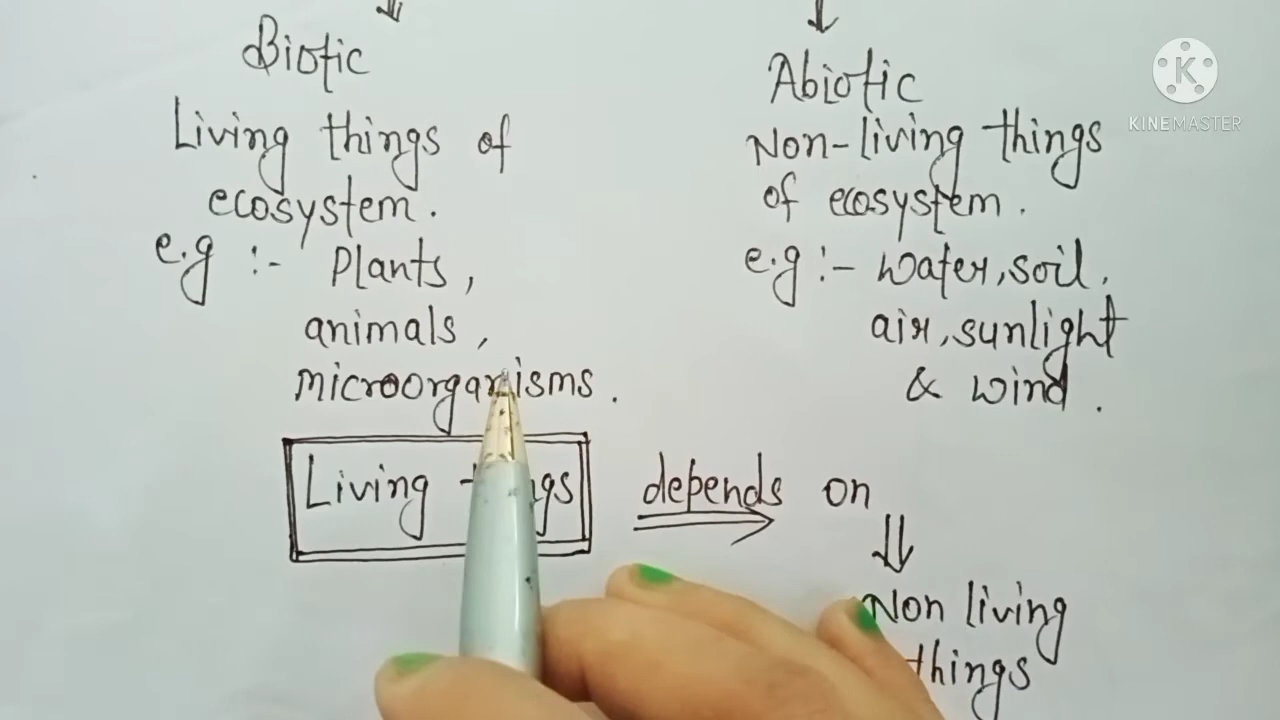 Biotic
Living things of
ecosystem.
e.g :- Plants,
animals,
microorganisms.
Abiotic
Non-living things
of ecosystem.
e.g :- water, soil,
air, sunlight
& wind.
Living things depends on
Non living
things
KINEMASTER